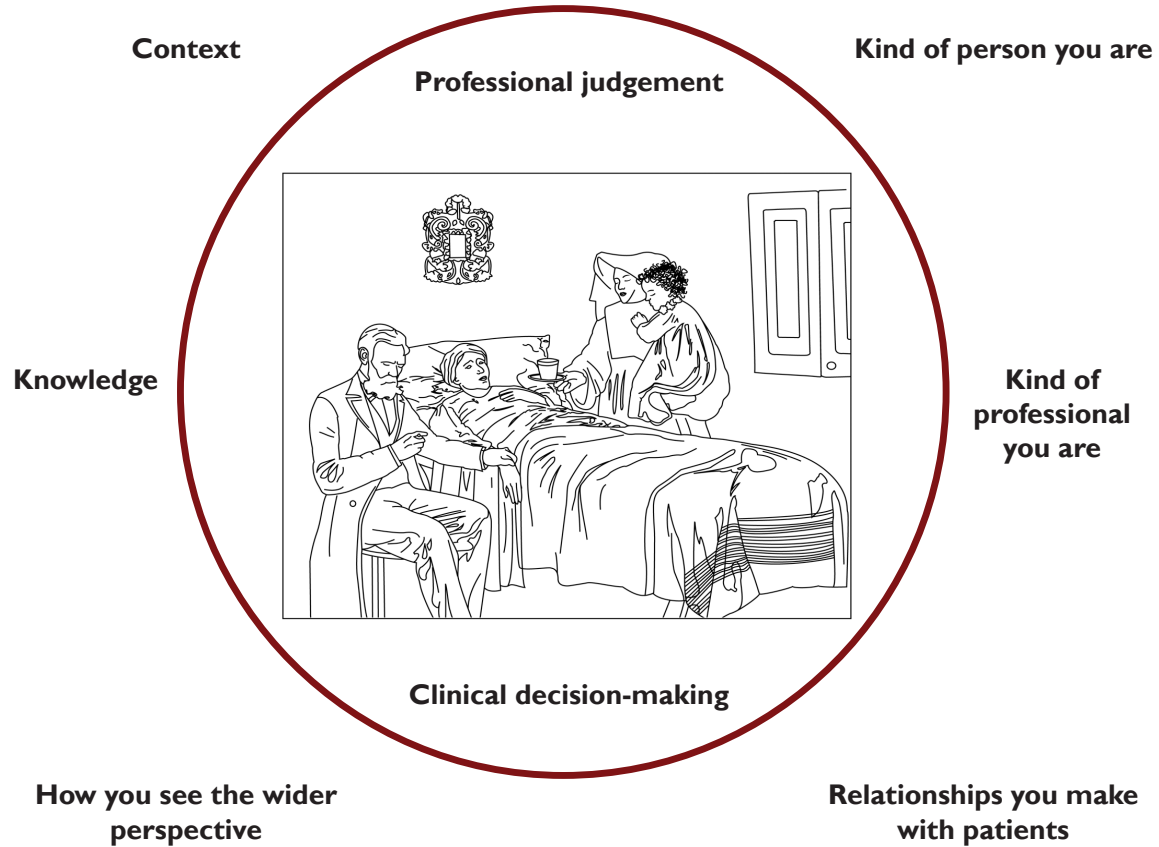 Context
Kind of person you are
Professional judgement
Knowledge
Kind of
professional
you are
Clinical decision-making
How you see the wider
perspective
Relationships you make
with patients